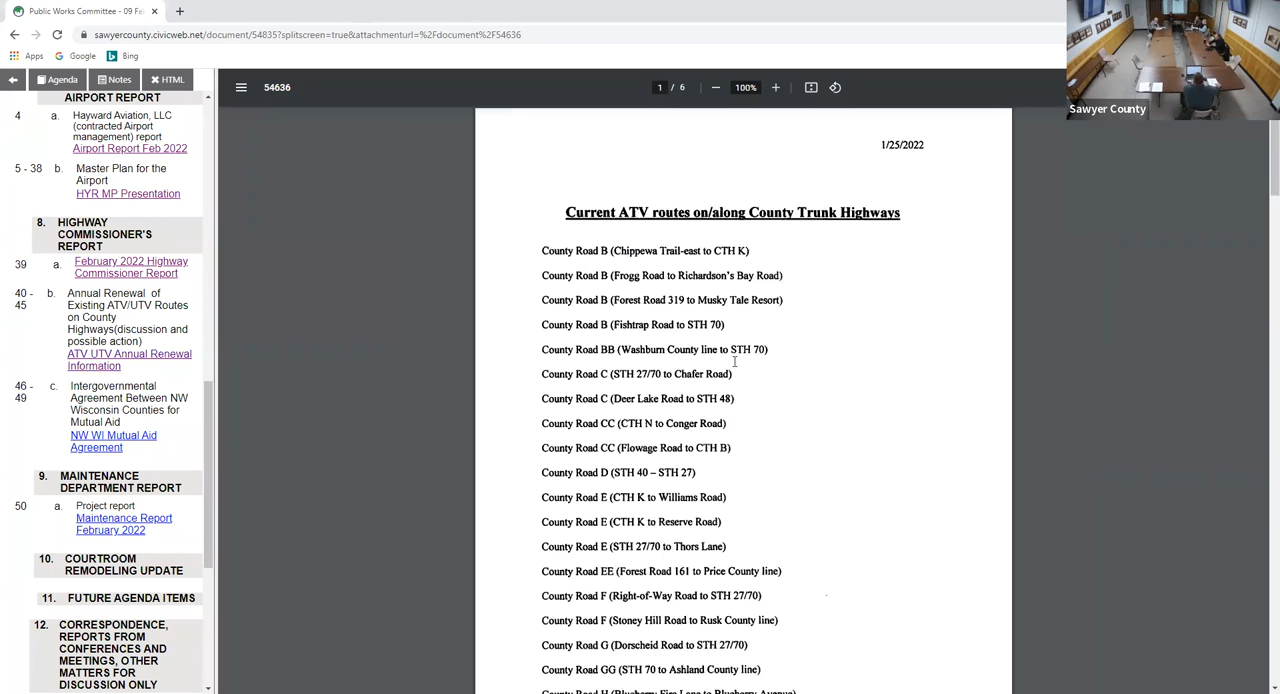 Public Works Committee - 09 Fe
sawyercounty.civicweb.net/document/54835?splitscreen=true&attachmenturl=%2Fdocument%2F54636
Apps Google Bing
Agenda Notes HTML
AIRPORT REPORT
4 a. Hayward Aviation, LLC
(contracted Airport
management) report
Airport Report Feb 2022
5 - 38 b. Master Plan for the
Airport
HYR MP Presentation
8. HIGHWAY
COMMISSIONER'S
REPORT
39 a. February 2022 Highway
Commissioner Report
40 - b. Annual Renewal of
45 Existing ATV/UTV Routes
on County
Highways(discussion and
possible action)
ATV UTV Annual Renewal
Information
46 - c. Intergovernmental
49 Agreement Between NW
Wisconsin Counties for
Mutual Aid
NW WI Mutual Aid
Agreement
9. MAINTENANCE
DEPARTMENT REPORT
50 a. Project report
Maintenance Report
February 2022
10. COURTROOM
REMODELING UPDATE
11. FUTURE AGENDA ITEMS
12. CORRESPONDENCE,
REPORTS FROM
CONFERENCES AND
MEETINGS, OTHER
MATTERS FOR
DISCUSSION ONLY
54636
1 / 6
100%
1/25/2022
Current ATV routes on/along County Trunk Highways
County Road B (Chippewa Trail-east to CTH K)
County Road B (Frogg Road to Richardson's Bay Road)
County Road B (Forest Road 319 to Musky Tale Resort)
County Road B (Fishtrap Road to STH 70)
County Road BB (Washburn County line to STH 70)
County Road C (STH 27/70 to Chafer Road)
County Road C (Deer Lake Road to STH 48)
County Road CC (CTH N to Conger Road)
County Road CC (Flowage Road to CTH B)
County Road D (STH 40 – STH 27)
County Road E (CTH K to Williams Road)
County Road E (CTH K to Reserve Road)
County Road E (STH 27/70 to Thors Lane)
County Road EE (Forest Road 161 to Price County line)
County Road F (Right-of-Way Road to STH 27/70)
County Road F (Stoney Hill Road to Rusk County line)
County Road G (Dorscheid Road to STH 27/70)
County Road GG (STH 70 to Ashland County line)
County Road H (Blueberry Fire Lane to Blueberry Avenue)
Sawyer County